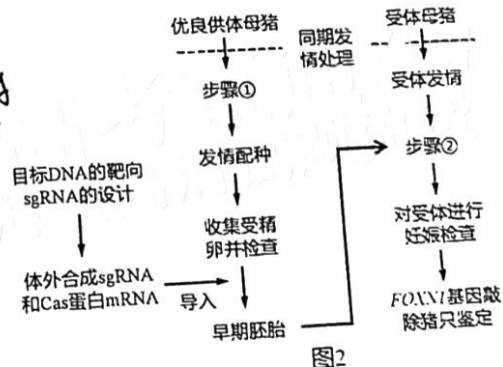 优良供体母猪
受体母猪
同期发
情处理
步骤①
受体发情
发情配种
步骤②
目标DNA的靶向
sgRNA的设计
收集受精
卵并检查
对受体进行
妊娠检查
体外合成sgRNA
和Cas蛋白mRNA
导入
早期胚胎
FOXN1基因敲
除猪只鉴定
图2